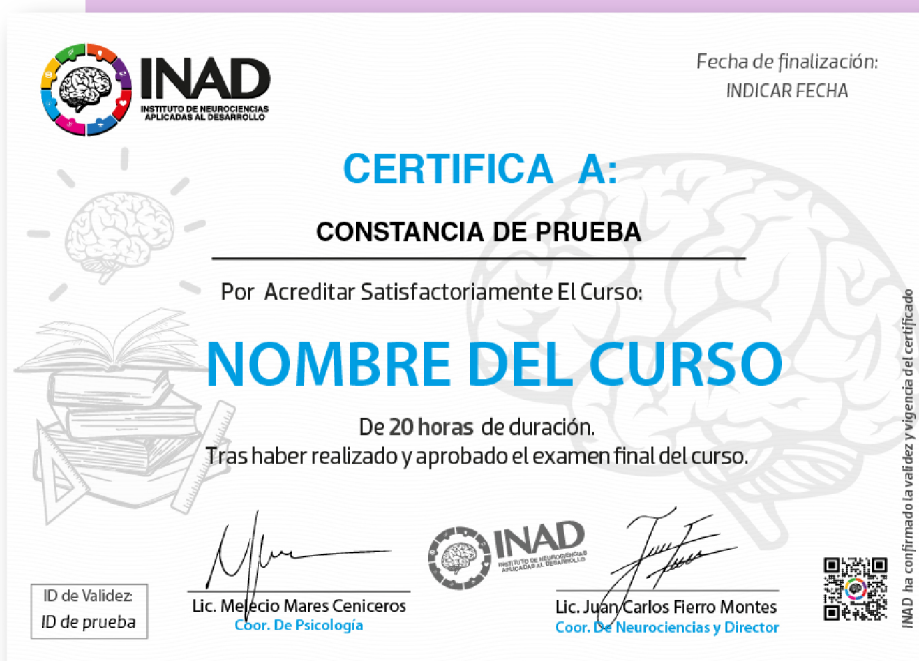 INAD
INSTITUTO DE NEUROCIENCIAS
APLICADAS AL DESARROLLO
Fecha de finalización:
INDICAR FECHA
CERTIFICA A:
CONSTANCIA DE PRUEBA
Por Acreditar Satisfactoriamente El Curso:
NOMBRE DEL CURSO
De 20 horas de duración.
Tras haber realizado y aprobado el examen final del curso.
INAD
INSTITUTO DE NEUROCIENCIAS
APLICADAS AL DESARROLLO
ID de Validez
ID de prueba
Lic. Melecio Mares Ceniceros
Coor. De Psicología
Lic. Juan Carlos Fierro Montes
Coor. De Neurociencias y Director
INAD ha confirmado la validez y vigencia del certificado